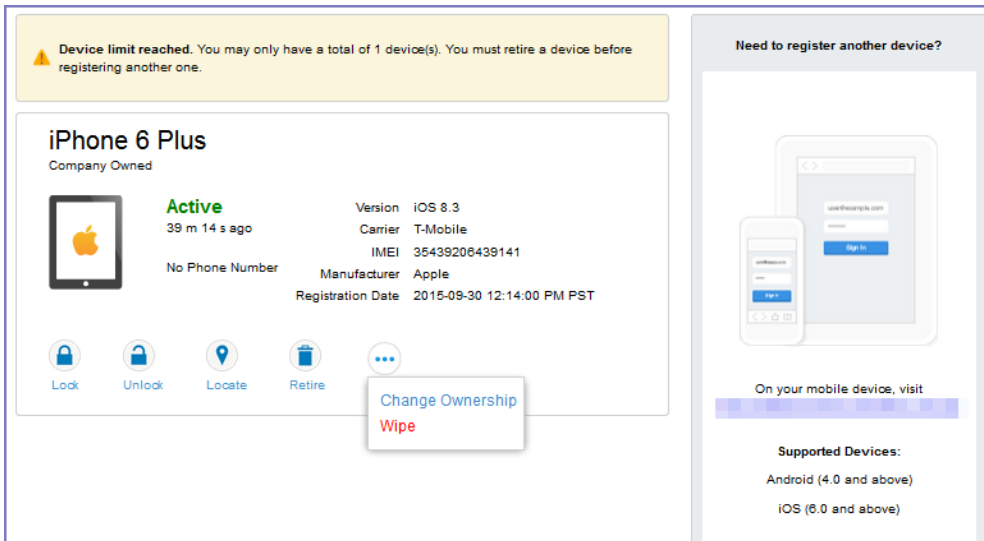 Device limit reached. You may only have a total of 1 device(s). You must retire a device before
registering another one.
iPhone 6 Plus
Company Owned
Active
39 m 14 s ago
No Phone Number
Version iOS 8.3
Carrier T-Mobile
IMEI 35439206439141
Manufacturer Apple
Registration Date 2015-09-30 12:14:00 PM PST
Lock
Unlock
Locate
Retire
Change Ownership
Wipe
Need to register another device?
Sign In
Sign In
On your mobile device, visit
Supported Devices:
Android (4.0 and above)
iOS (6.0 and above)